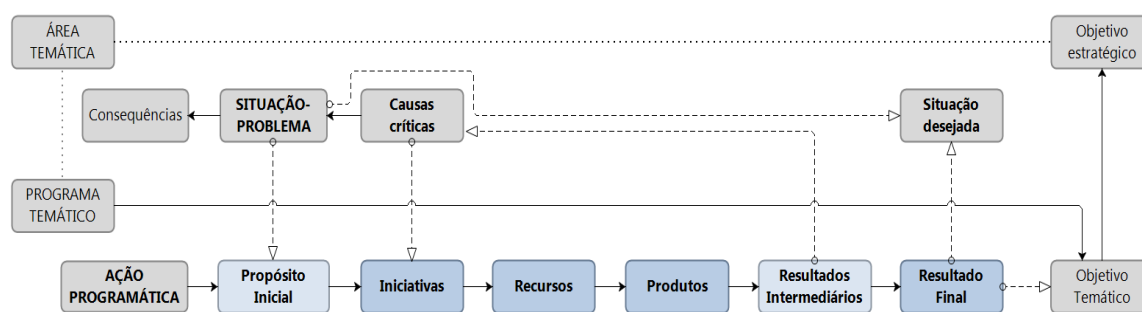 ÁREA
TEMÁTICA
Objetivo
estratégico
Consequências
SITUAÇÃO-
PROBLEMA
Causas
críticas
Situação
desejada
PROGRAMA
TEMÁTICO
AÇÃO
PROGRAMÁTICA
Propósito
Inicial
Iniciativas
Recursos
Produtos
Resultados
Intermediários
Resultado
Final
Objetivo
Temático